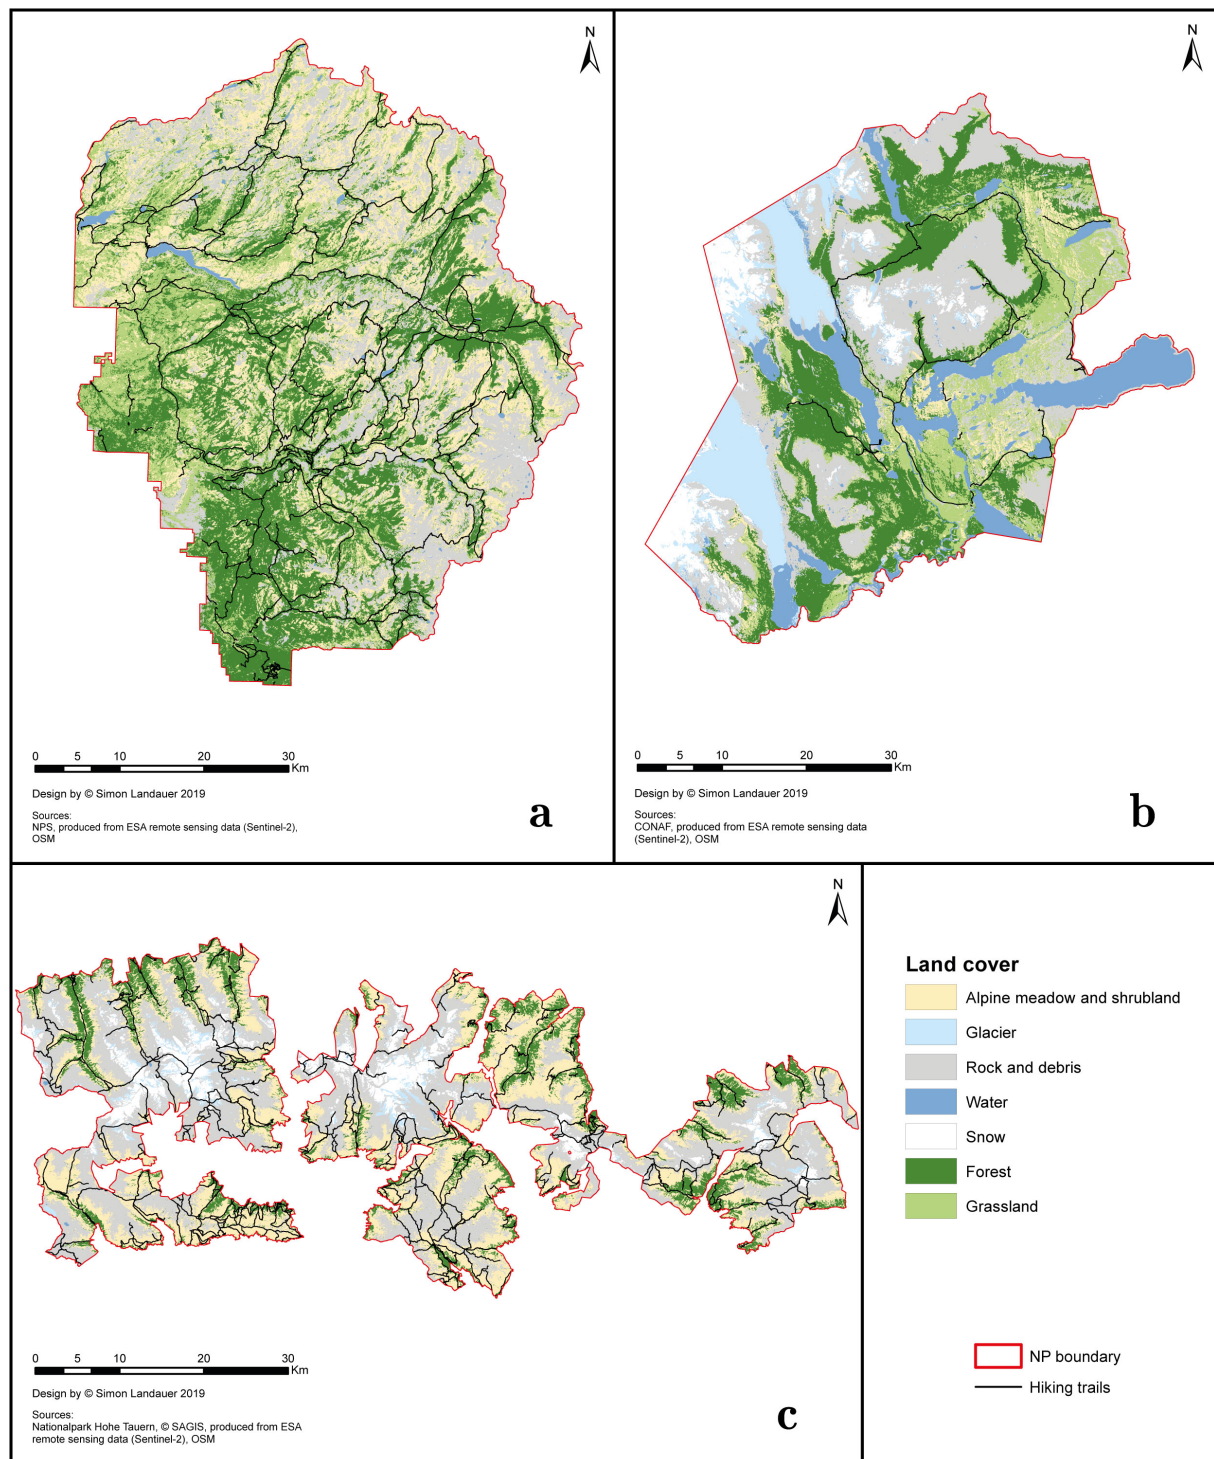 N
0 5 10 20 30
Km
Design by © Simon Landauer 2019
Sources:
NPS, produced from ESA remote sensing data (Sentinel-2),
OSM
a
N
0 5 10 20 30
Km
Design by © Simon Landauer 2019
Sources:
CONAF, produced from ESA remote sensing data
(Sentinel-2), OSM
b
N
0 5 10 20 30
Km
Design by © Simon Landauer 2019
Sources:
Nationalpark Hohe Tauern, © SAGIS, produced from ESA
remote sensing data (Sentinel-2), OSM
c
Land cover
Alpine meadow and shrubland
Glacier
Rock and debris
Water
Snow
Forest
Grassland
NP boundary
Hiking trails